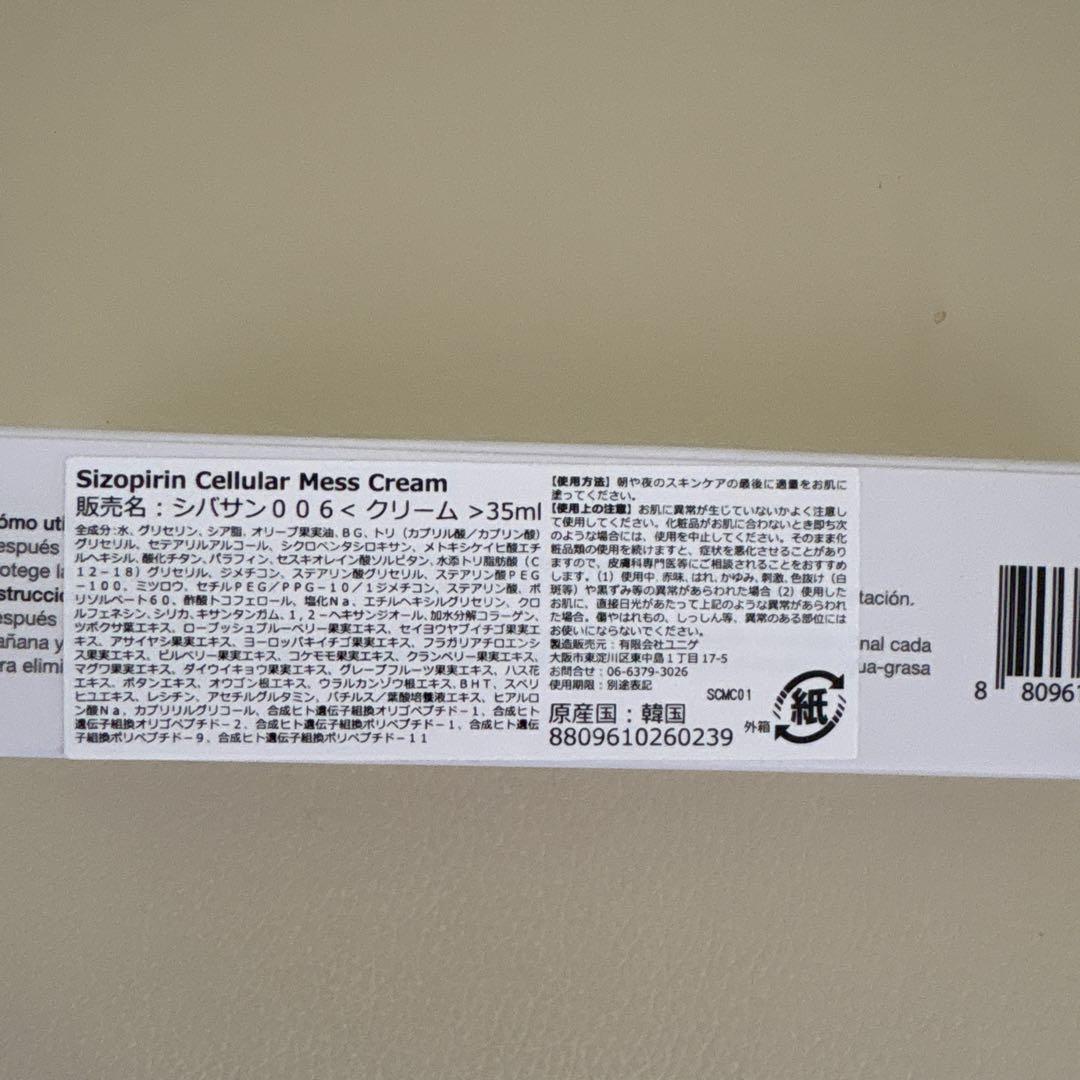 Sizopirin Cellular Mess Cream
販売名：シバサン００６< クリーム >35ml
全成分：水、グリセリン、シア脂、オリーブ果実油、ＢＧ、トリ（カプリル酸／カプリン酸）
グリセリル、セテアリルアルコール、シクロペンタシロキサン、メトキシケイヒ酸エチ
ルヘキシル、酸化チタン、パラフィン、セスキオレイン酸ソルビタン、水添トリ脂肪酸（Ｃ
１２－１８）グリセリル、ジメチコン、ステアリン酸グリセリル、ステアリン酸ＰＥＧ
－１００、ミツロウ、セチルＰＥＧ／ＰＰＧ－１０／１ジメチコン、ステアリン酸、ポ
リソルベート６０、酢酸トコフェロール、塩化Ｎａ、エチルヘキシルグリセリン、クロ
ルフェネシン、シリカ、キサンタンガム、１，２－ヘキサンジオール、加水分解コラーゲン、
ツボクサ葉エキス、ローブッシュブルーベリー果実エキス、セイヨウヤブイチゴ果実エ
キス、アサイヤシ果実エキス、ヨーロッパキイチゴ果実エキス、フラガリアチロエンシ
ス果実エキス、ビルベリー果実エキス、コケモモ果実エキス、クランベリー果実エキス、
マグワ果実エキス、ダイウイキョウ果実エキス、グレープフルーツ果実エキス、ハス花
エキス、ボタンエキス、オウゴン根エキス、ウラルカンゾウ根エキス、ＢＨＴ、スベリ
ヒユエキス、レシチン、アセチルグルタミン、バチルス／葉酸培養液エキス、ヒアルロ
ン酸Ｎａ、カプリリルグリコール、合成ヒト遺伝子組換ポリペプチド－１、合成ヒト
遺伝子組換オリゴペプチド－２、合成ヒト遺伝子組換ポリペプチド－１、合成ヒト遺伝
子組換ポリペプチド－９、合成ヒト遺伝子組換ポリペプチド－１１
【使用方法】朝や夜のスキンケアの最後に適量をお肌に
塗ってください。
【使用上の注意】お肌に異常が生じていないかよく注意し
て使用してください。化粧品がお肌に合わないとき即ち次
のような場合には、使用を中止してください。そのまま化
粧品類の使用を続けますと、症状を悪化させることがあり
ますので、皮膚科専門医等にご相談されることをおすすめ
します。（1）使用中、赤味、はれ、かゆみ、刺激、色抜け（白
斑等）や黒ずみ等の異常があらわれた場合（2）使用した
お肌に、直接日光があたって上記のような異常があらわれ
た場合。傷やはれもの、しっしん等、異常のある部位には
お使いにならないでください。
製造販売元：有限会社ユニゲ
大阪市東淀川区東中島１丁目 17-5
お問合せ：06-6379-3026
使用期限：別途表記
SCMC01
原産国：韓国
8809610260239
外箱
紙
ómo uti
espués
rotege la
strucció
espués
añana y
ra elimi
tación.
nal cada
ua-grasa
8 80961